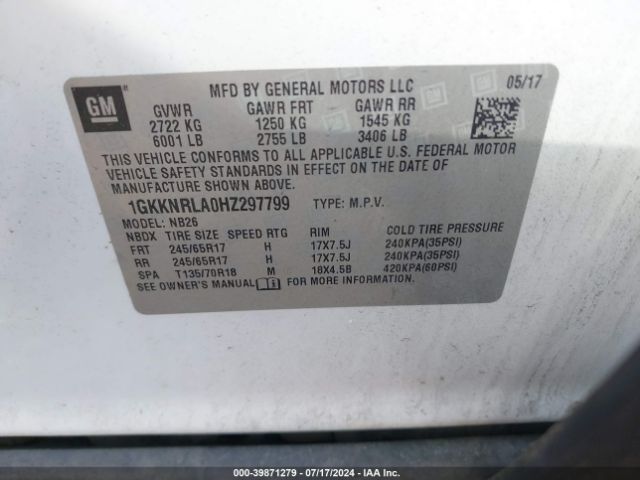 GM
MFD BY GENERAL MOTORS LLC 05/17
GVWR GAWR FRT GAWR RR
2722 KG 1250 KG 1545 KG
6001 LB 2755 LB 3406 LB
THIS VEHICLE CONFORMS TO ALL APPLICABLE U.S. FEDERAL MOTOR
VEHICLE SAFETY STANDARDS IN EFFECT ON THE DATE OF
MANUFACTURE SHOWN ABOVE.
1GKKNRLA0HZ297799 TYPE: M.P.V.
MODEL: NB26
NBDX TIRE SIZE SPEED RTG RIM COLD TIRE PRESSURE
FRT 245/65R17 H 17X7.5J 240KPA(35PSI)
RR 245/65R17 H 17X7.5J 240KPA(35PSI)
SPA T135/70R18 M 18X4.5B 420KPA(60PSI)
SEE OWNER'S MANUAL FOR MORE INFORMATION.
000-39871279 - 07/17/2024 - IAA Inc.